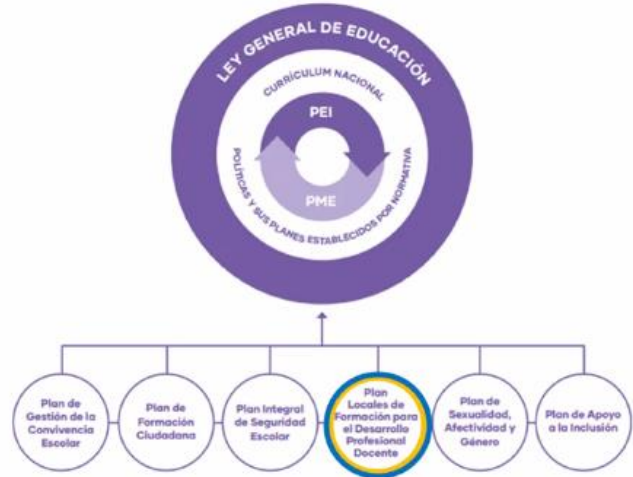 LEY GENERAL DE EDUCACIÓN
CURRÍCULUM NACIONAL
PEI
PME
POLÍTICAS Y SUS PLANES ESTABLECIDOS POR NORMATIVA
Plan de
Gestión de la
Convivencia
Escolar
Plan de
Formación
Ciudadana
Plan Integral
de Seguridad
Escolar
Plan
Locales de
Formación para
el Desarrollo
Profesional
Docente
Plan de
Sexualidad,
Afectividad y
Género
Plan de Apoyo
a la Inclusión